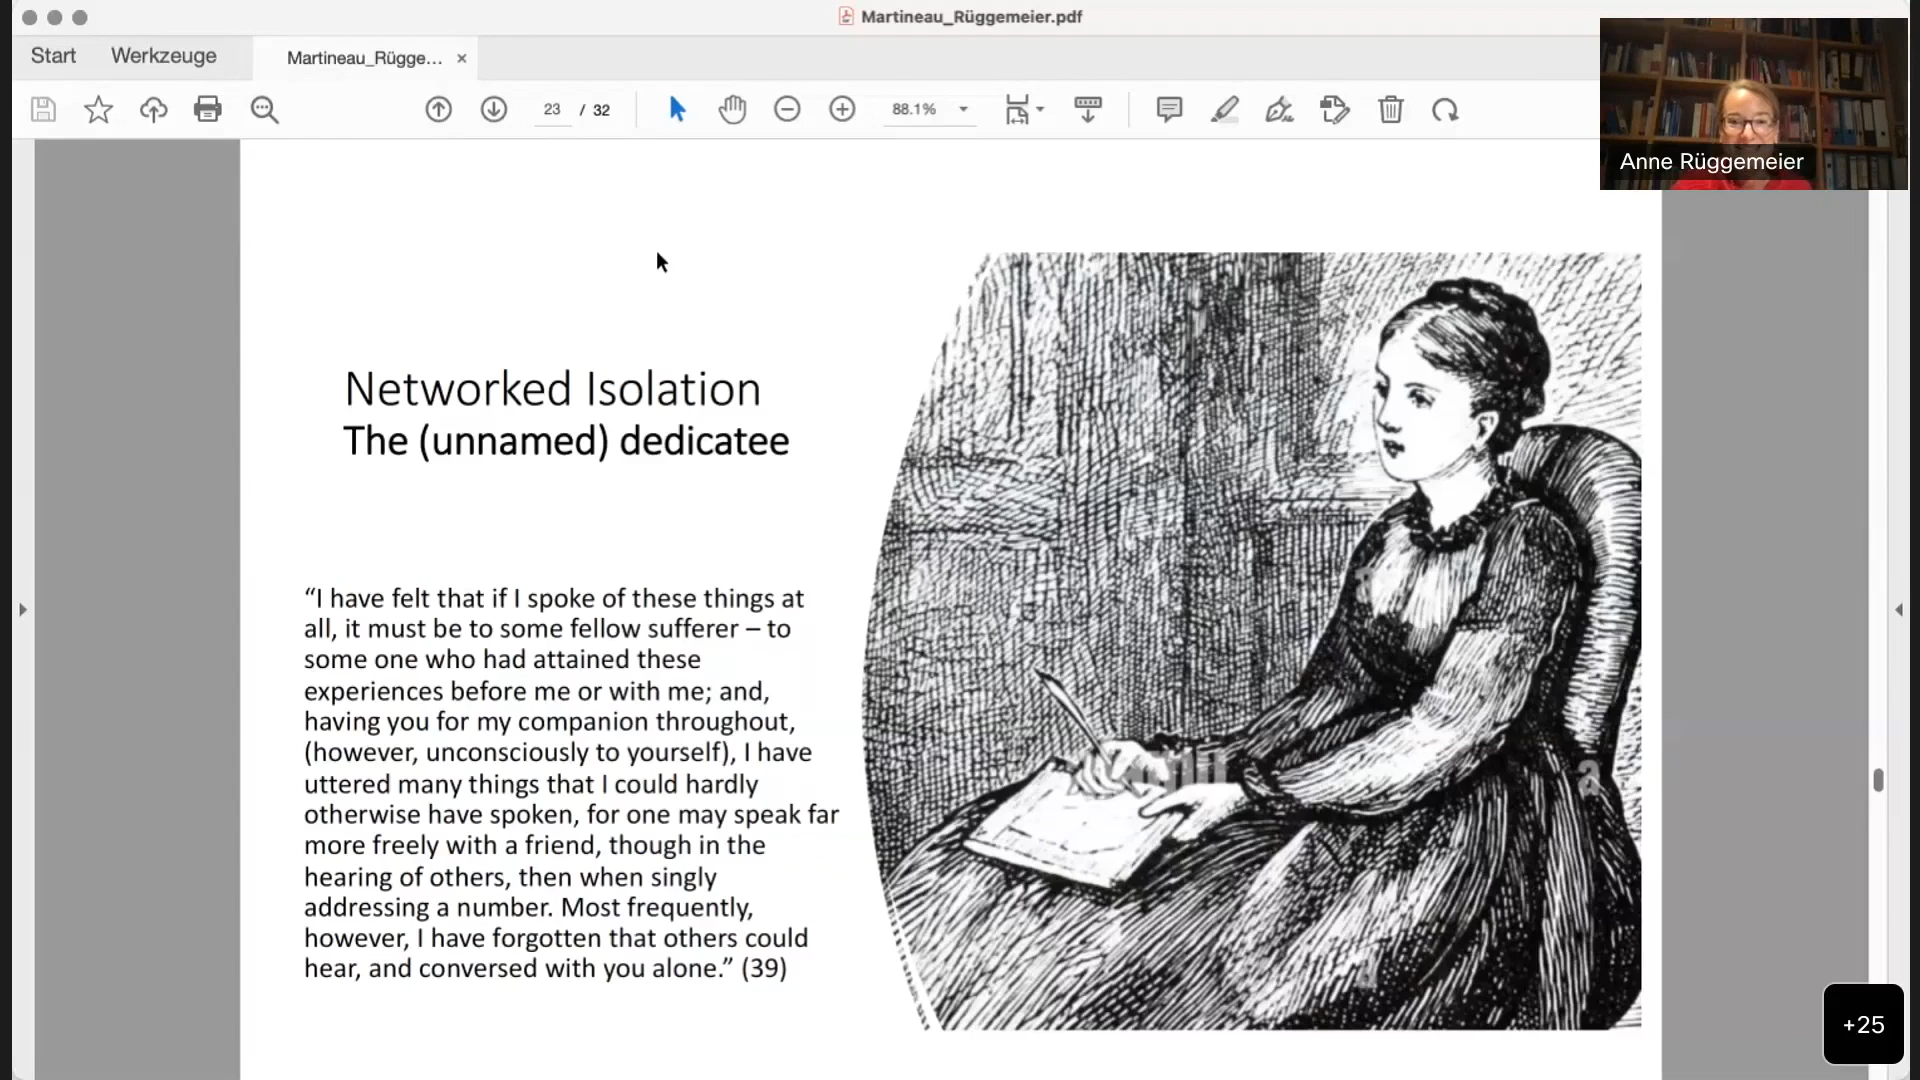 Martineau_Rüggemeier.pdf
Start
Werkzeuge
Martineau_Rügge...
23 / 32
88.1%
Anne Rüggemeier
Networked Isolation
The (unnamed) dedicatee
“I have felt that if I spoke of these things at
all, it must be to some fellow sufferer – to
some one who had attained these
experiences before me or with me; and,
having you for my companion throughout,
(however, unconsciously to yourself), I have
uttered many things that I could hardly
otherwise have spoken, for one may speak far
more freely with a friend, though in the
hearing of others, then when singly
addressing a number. Most frequently,
however, I have forgotten that others could
hear, and conversed with you alone.” (39)
a
a
+25